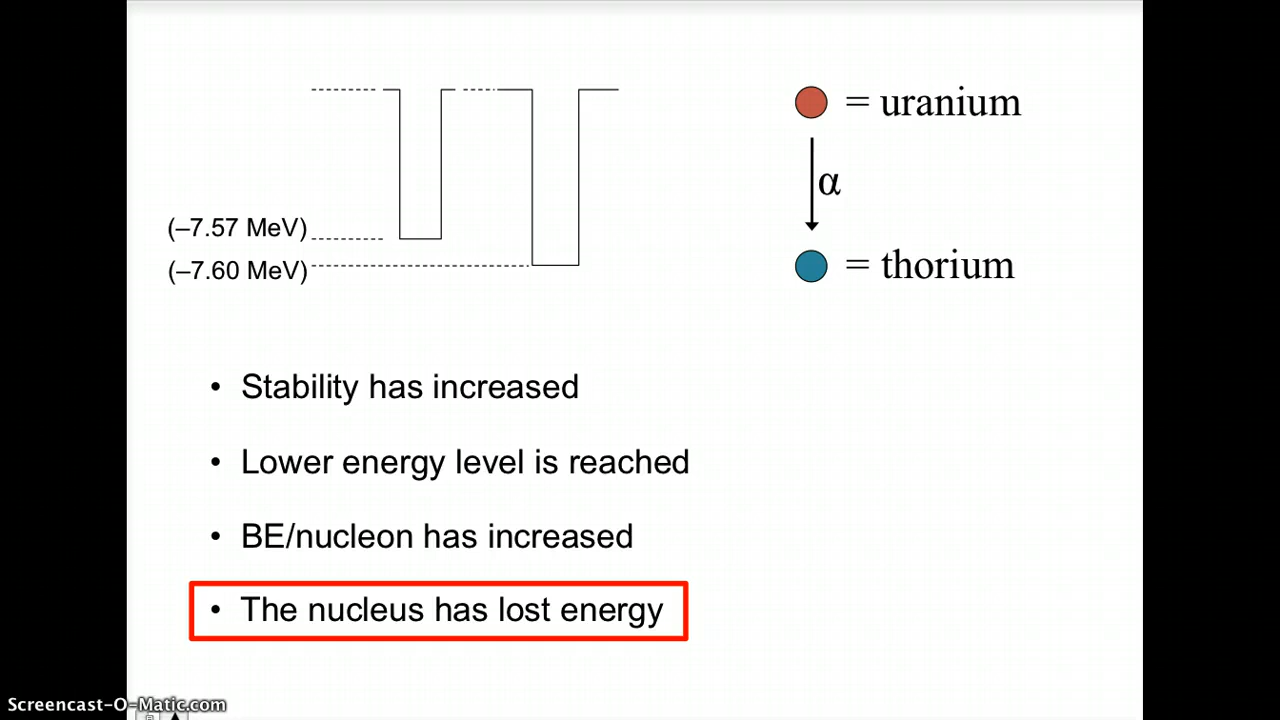 = uranium
α
(–7.57 MeV)
(–7.60 MeV)
= thorium
• Stability has increased
• Lower energy level is reached
• BE/nucleon has increased
• The nucleus has lost energy
Screencast-O-Matic.com